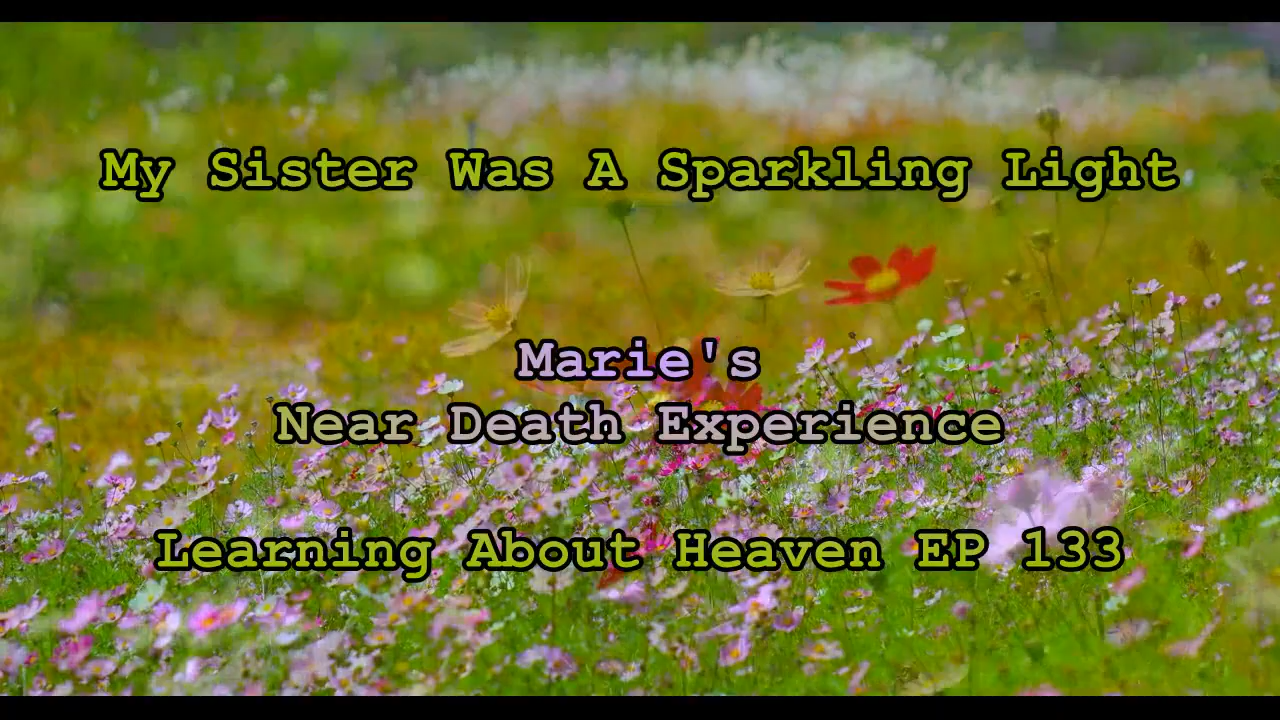 My Sister Was A Sparkling Light
Marie's
Near Death Experience
Learning About Heaven EP 133